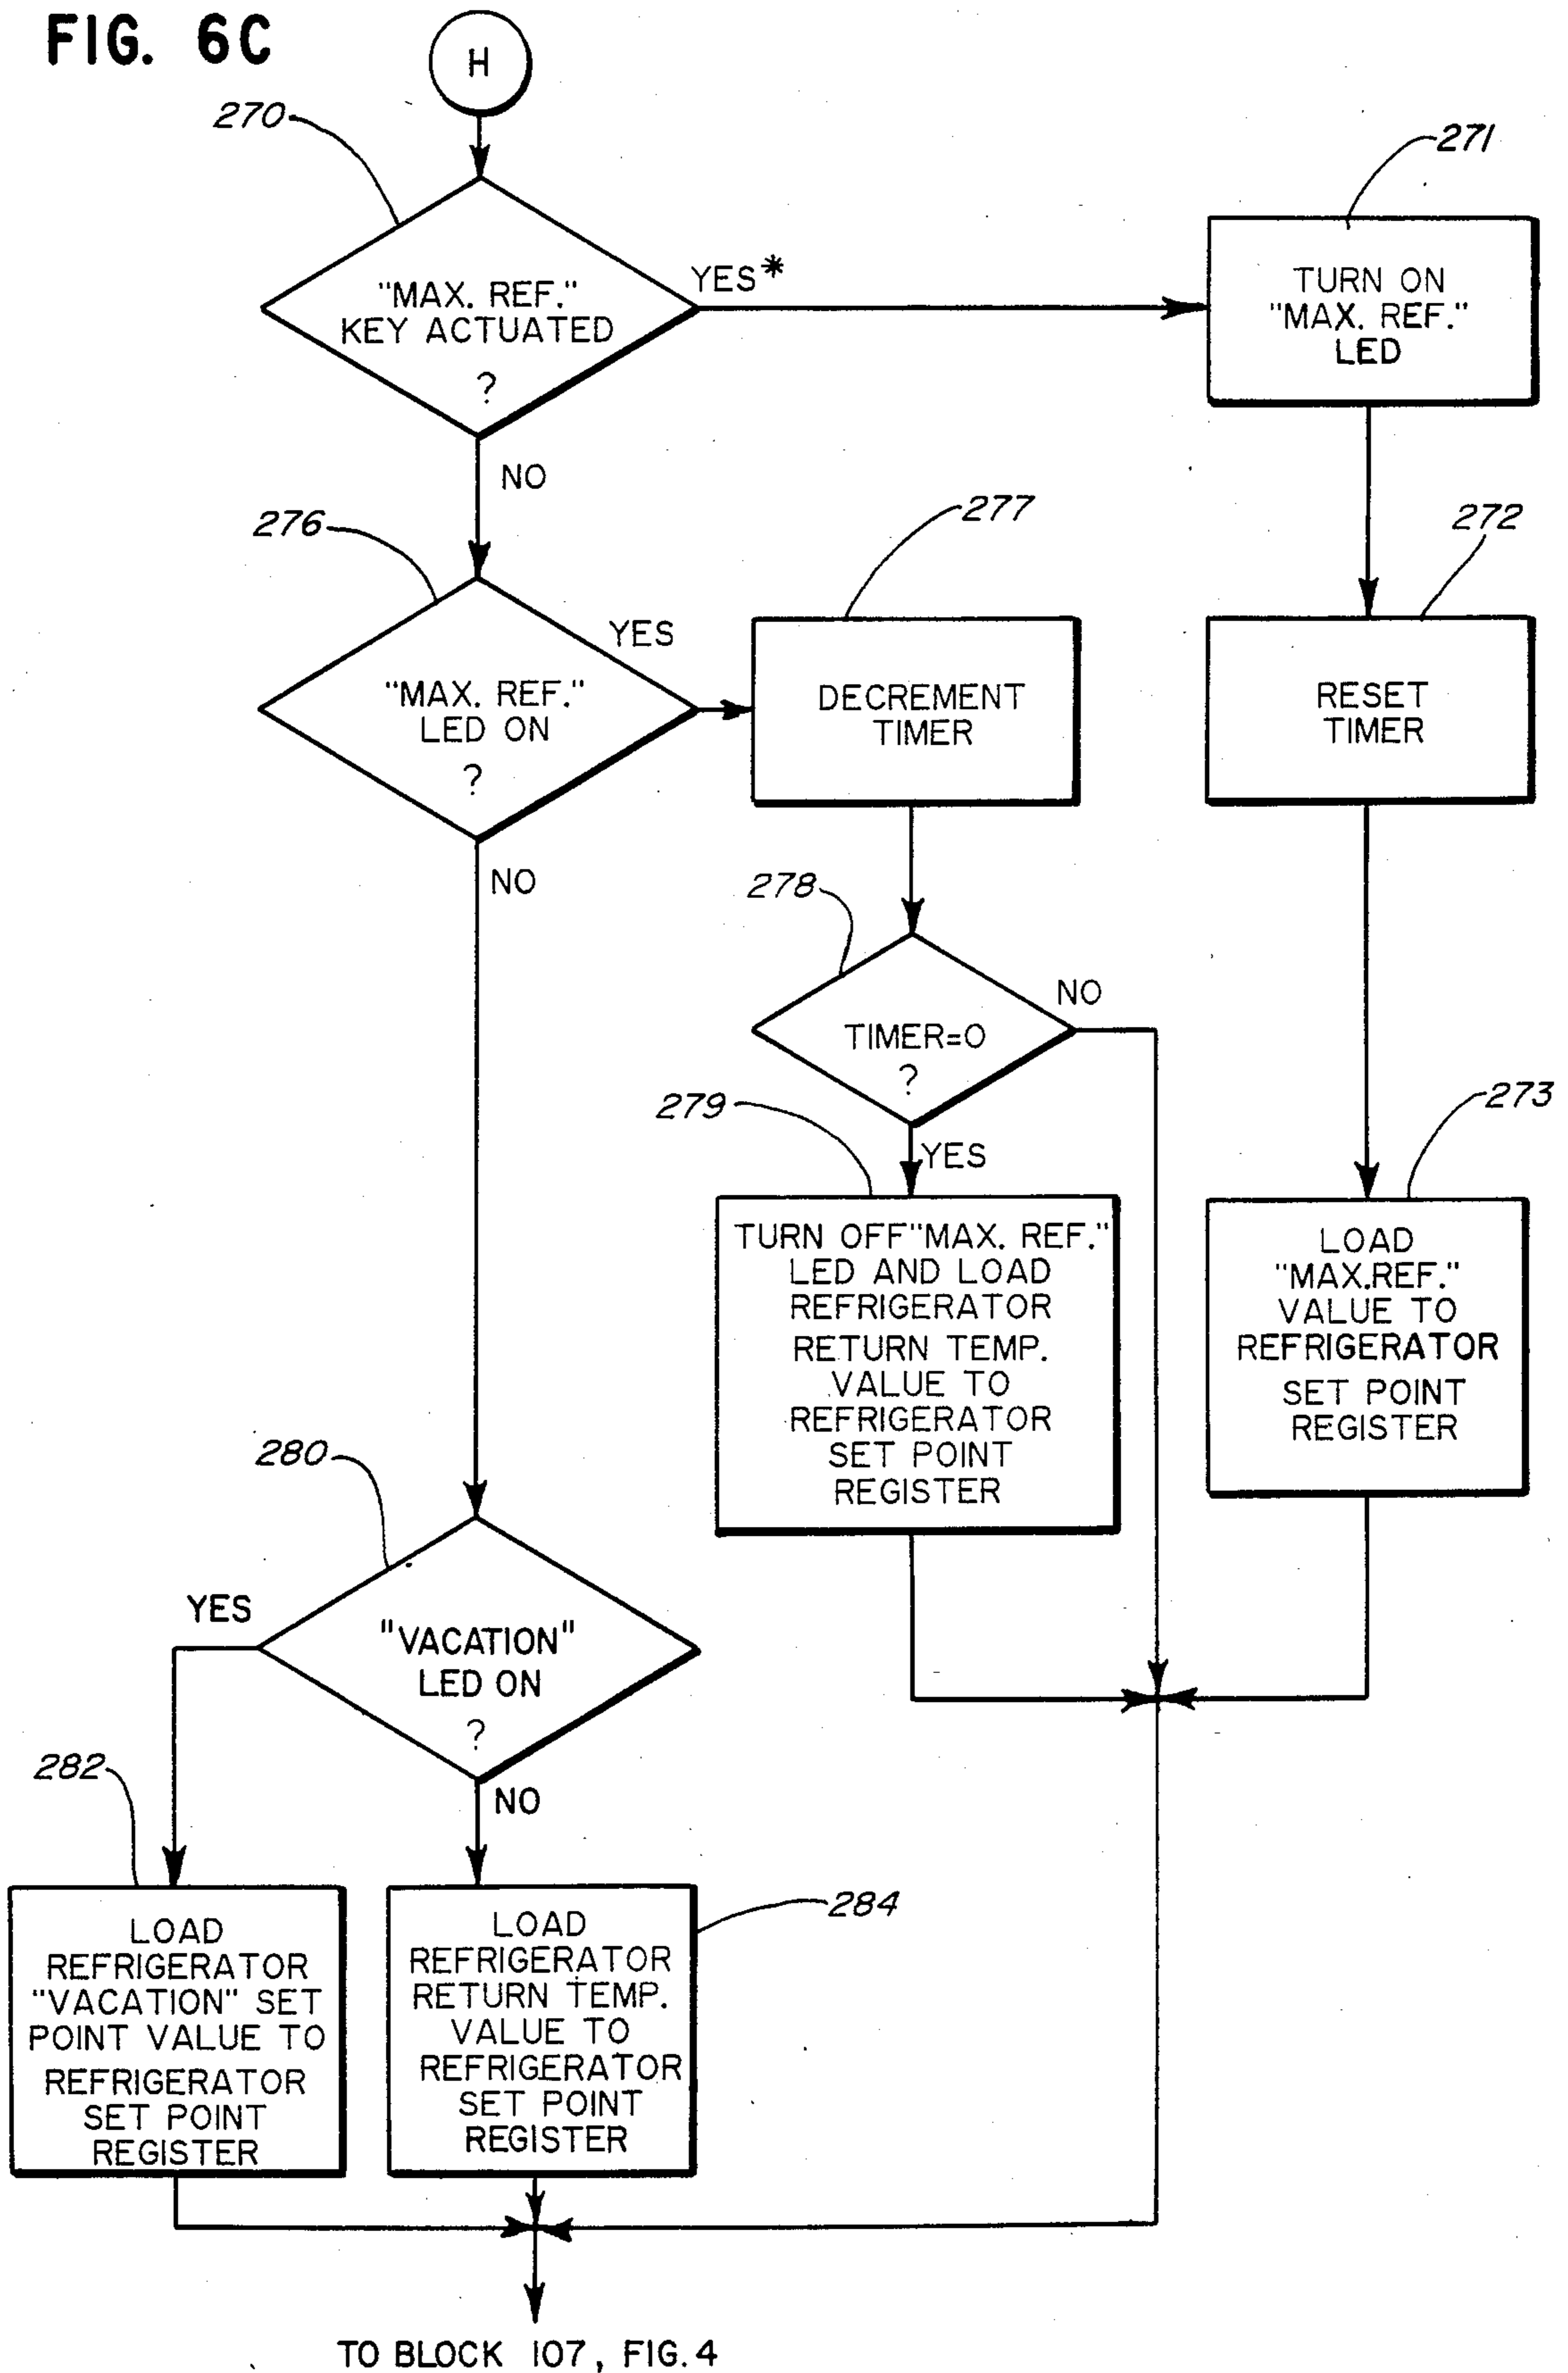 FIG. 6C
H
270
271
"MAX. REF."
KEY ACTUATED
?
YES*
TURN ON
"MAX. REF."
LED
NO
276
277
272
"MAX. REF."
LED ON
?
YES
DECREMENT
TIMER
RESET
TIMER
NO
278
TIMER=0
?
NO
279
YES
273
TURN OFF "MAX. REF."
LED AND LOAD
REFRIGERATOR
RETURN TEMP.
VALUE TO
REFRIGERATOR
SET POINT
REGISTER
LOAD
"MAX.REF."
VALUE TO
REFRIGERATOR
SET POINT
REGISTER
280
YES
"VACATION"
LED ON
?
NO
282
284
LOAD
REFRIGERATOR
"VACATION" SET
POINT VALUE TO
REFRIGERATOR
SET POINT
REGISTER
LOAD
REFRIGERATOR
RETURN TEMP.
VALUE TO
REFRIGERATOR
SET POINT
REGISTER
TO BLOCK 107, FIG. 4